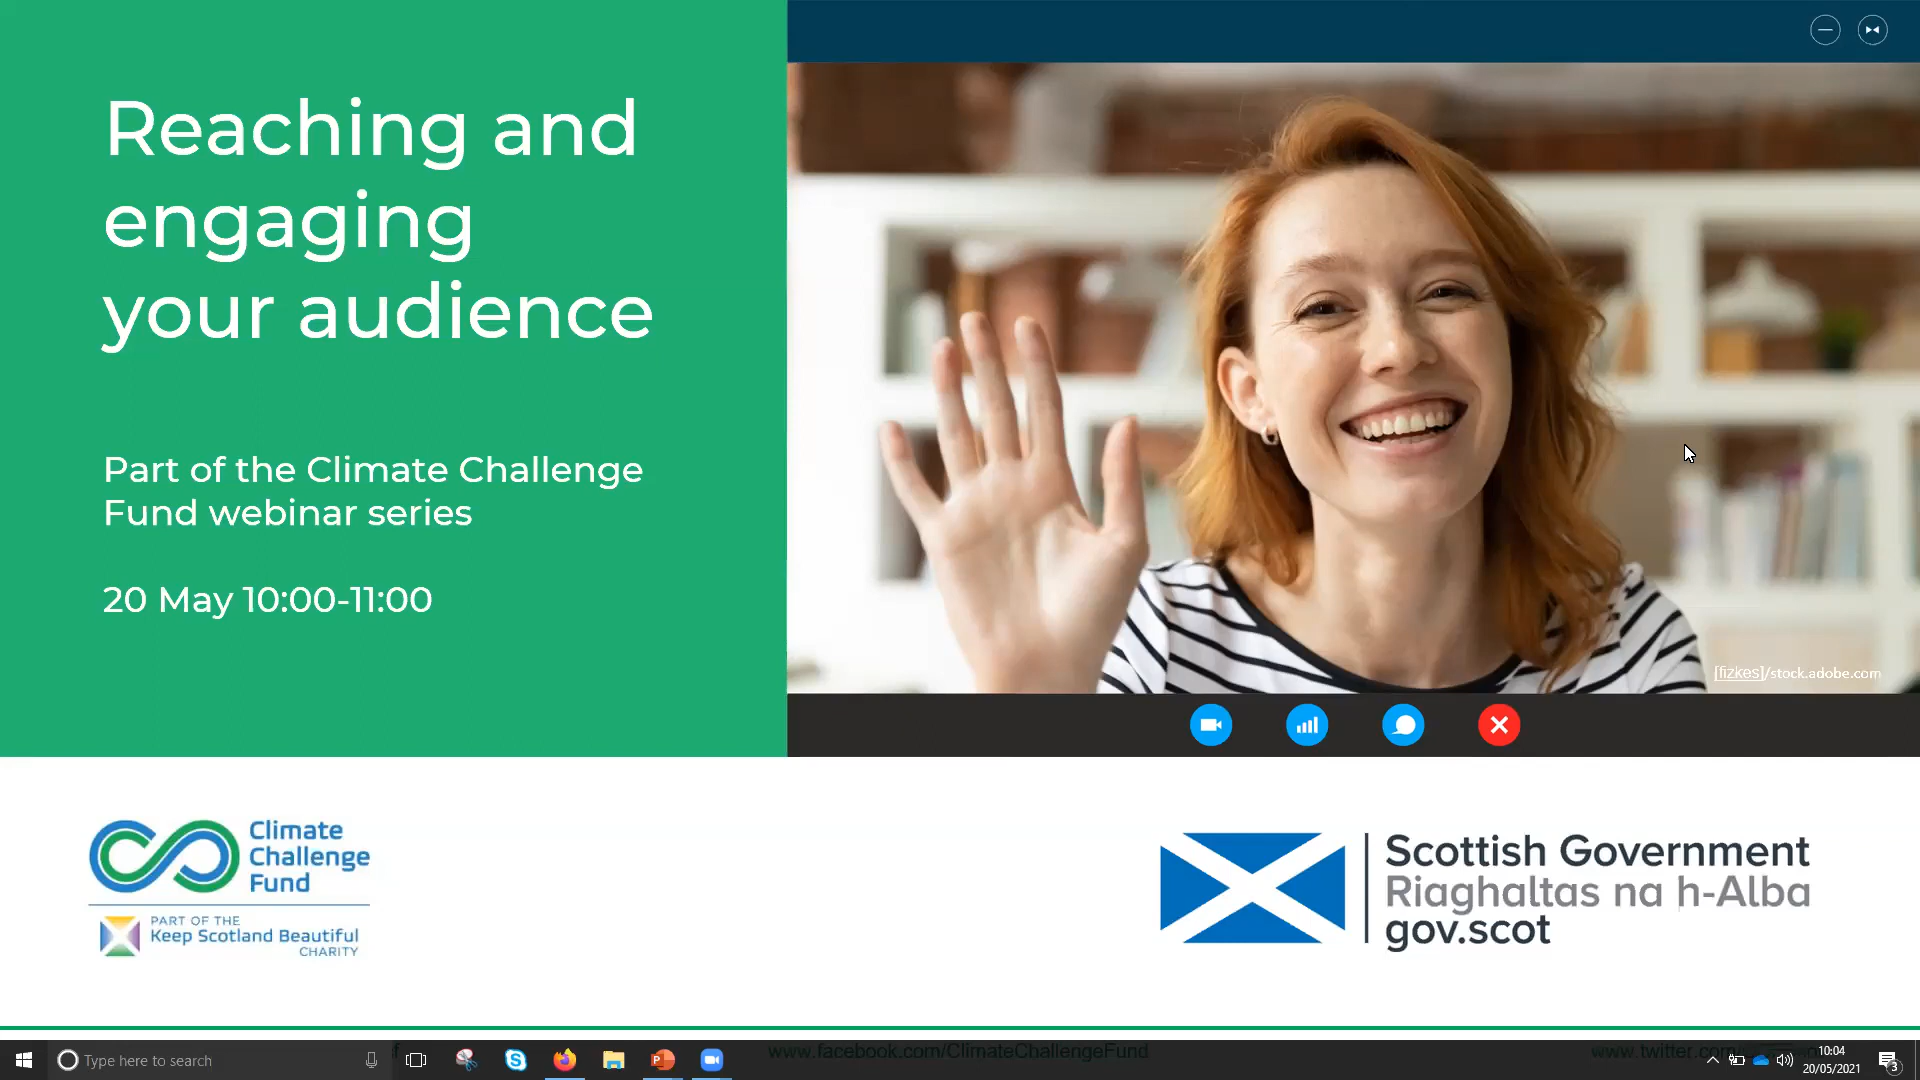 Reaching and
engaging
your audience
Part of the Climate Challenge
Fund webinar series
20 May 10:00-11:00
[fizkes]/stock.adobe.com
Climate
Challenge
Fund
PART OF THE
Keep Scotland Beautiful
CHARITY
Scottish Government
Riaghaltas na h-Alba
gov.scot
www.facebook.com/ClimateChallengeFund
Type here to search
10:04
20/05/2021
3